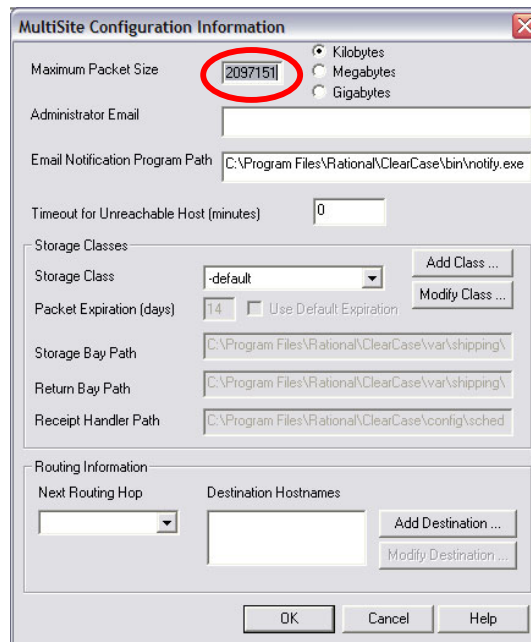 MultiSite Configuration Information
Maximum Packet Size 2097151 Kilobytes
Megabytes
Gigabytes
Administrator Email
Email Notification Program Path C:\Program Files\Rational\ClearCase\bin\notify.exe
Timeout for Unreachable Host (minutes) 0
Storage Classes
Storage Class -default Add Class ...
Modify Class ...
Packet Expiration (days) 14 Use Default Expiration
Storage Bay Path C:\Program Files\Rational\ClearCase\var\shipping\
Return Bay Path C:\Program Files\Rational\ClearCase\var\shipping\
Receipt Handler Path C:\Program Files\Rational\ClearCase\config\sched
Routing Information
Next Routing Hop Destination Hostnames
Add Destination ...
Modify Destination ...
OK Cancel Help